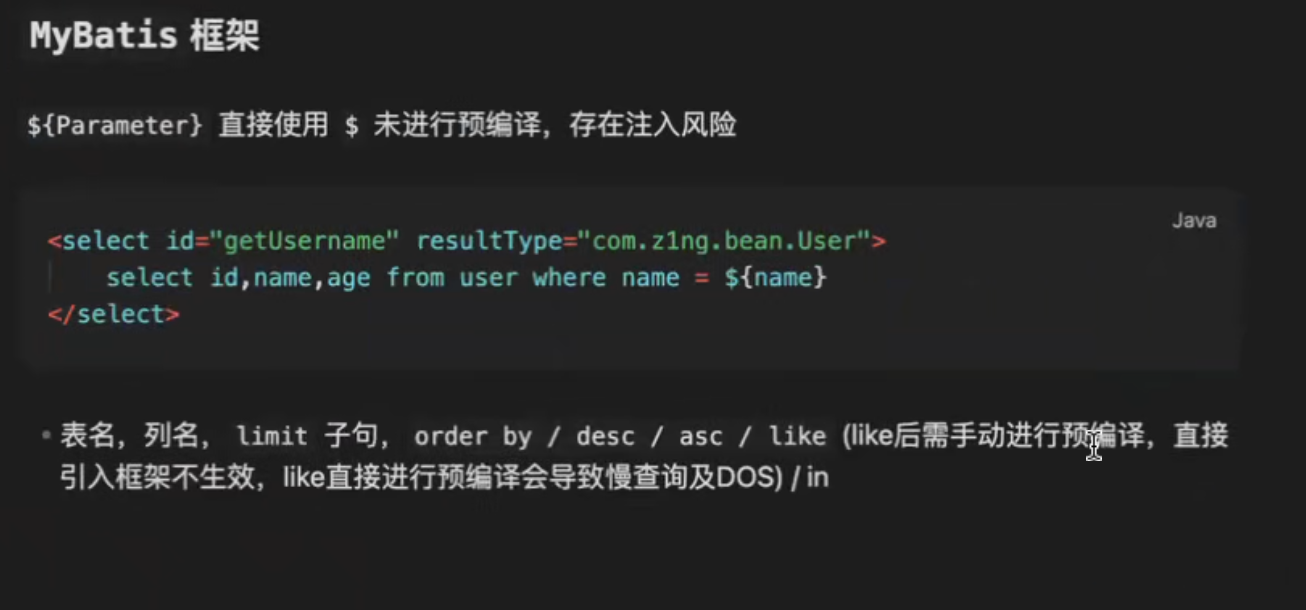 MyBatis 框架
${Parameter} 直接使用 $ 未进行预编译，存在注入风险
Java
<select id="getUsername" resultType="com.z1ng.bean.User">
    select id,name,age from user where name = ${name}
</select>
• 表名，列名， limit 子句， order by / desc / asc / like (like后需手动进行预编译，直接
引入框架不生效，like直接进行预编译会导致慢查询及DOS) / in